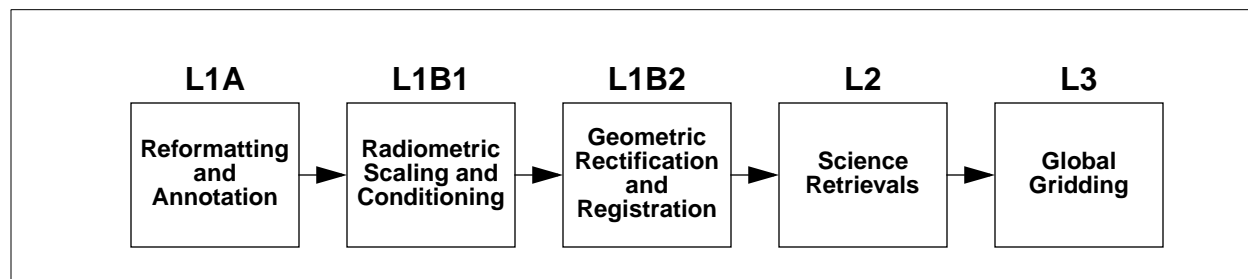 L1A
Reformatting
and
Annotation
L1B1
Radiometric
Scaling and
Conditioning
L1B2
Geometric
Rectification
and
Registration
L2
Science
Retrievals
L3
Global
Gridding